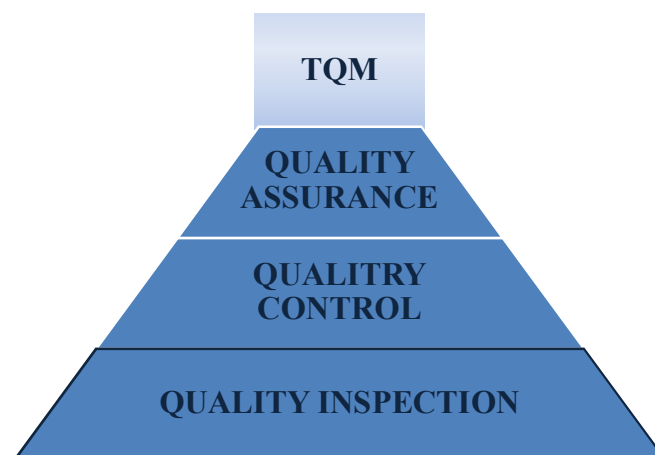 TQM
QUALITY
ASSURANCE
QUALITRY
CONTROL
QUALITY INSPECTION